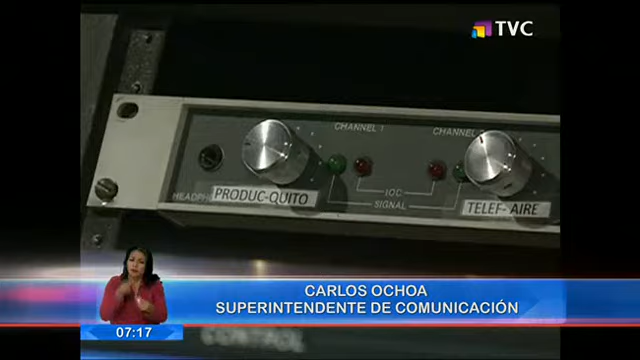 TVC
CHANNEL 1
CHANNEL
HEADPH
PRODUC-QUITO
IOC
SIGNAL
TELEF-AIRE
CARLOS OCHOA
SUPERINTENDENTE DE COMUNICACIÓN
07:17
CONTROL